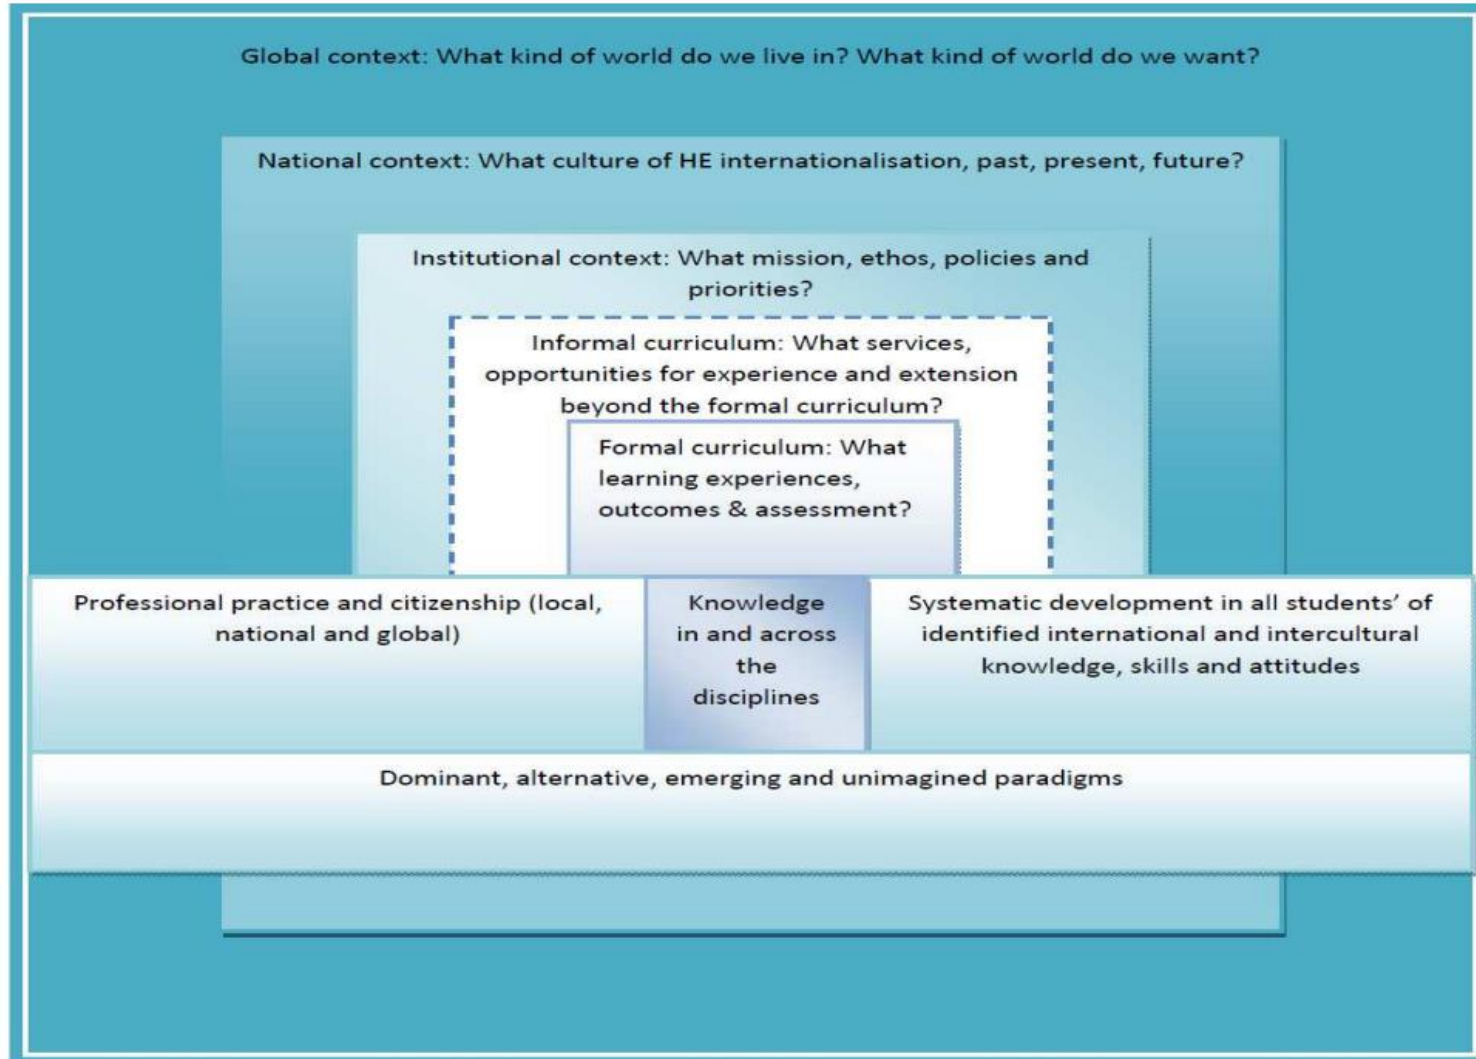 Global context: What kind of world do we live in? What kind of world do we want?
National context: What culture of HE internationalisation, past, present, future?
Institutional context: What mission, ethos, policies and
priorities?
Informal curriculum: What services,
opportunities for experience and extension
beyond the formal curriculum?
Formal curriculum: What
learning experiences,
outcomes & assessment?
Professional practice and citizenship (local,
national and global)
Knowledge
in and across
the
disciplines
Systematic development in all students’ of
identified international and intercultural
knowledge, skills and attitudes
Dominant, alternative, emerging and unimagined paradigms